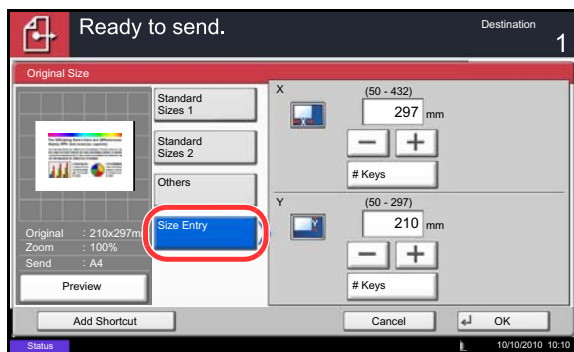 Ready to send.
Destination
1
Original Size
Standard
Sizes 1
Standard
Sizes 2
Others
Size Entry
Original : 210x297m
Zoom : 100%
Send : A4
Preview
X
(50 - 432)
297 mm
# Keys
Y
(50 - 297)
210 mm
# Keys
Add Shortcut
Cancel
OK
Status
10/10/2010 10:10